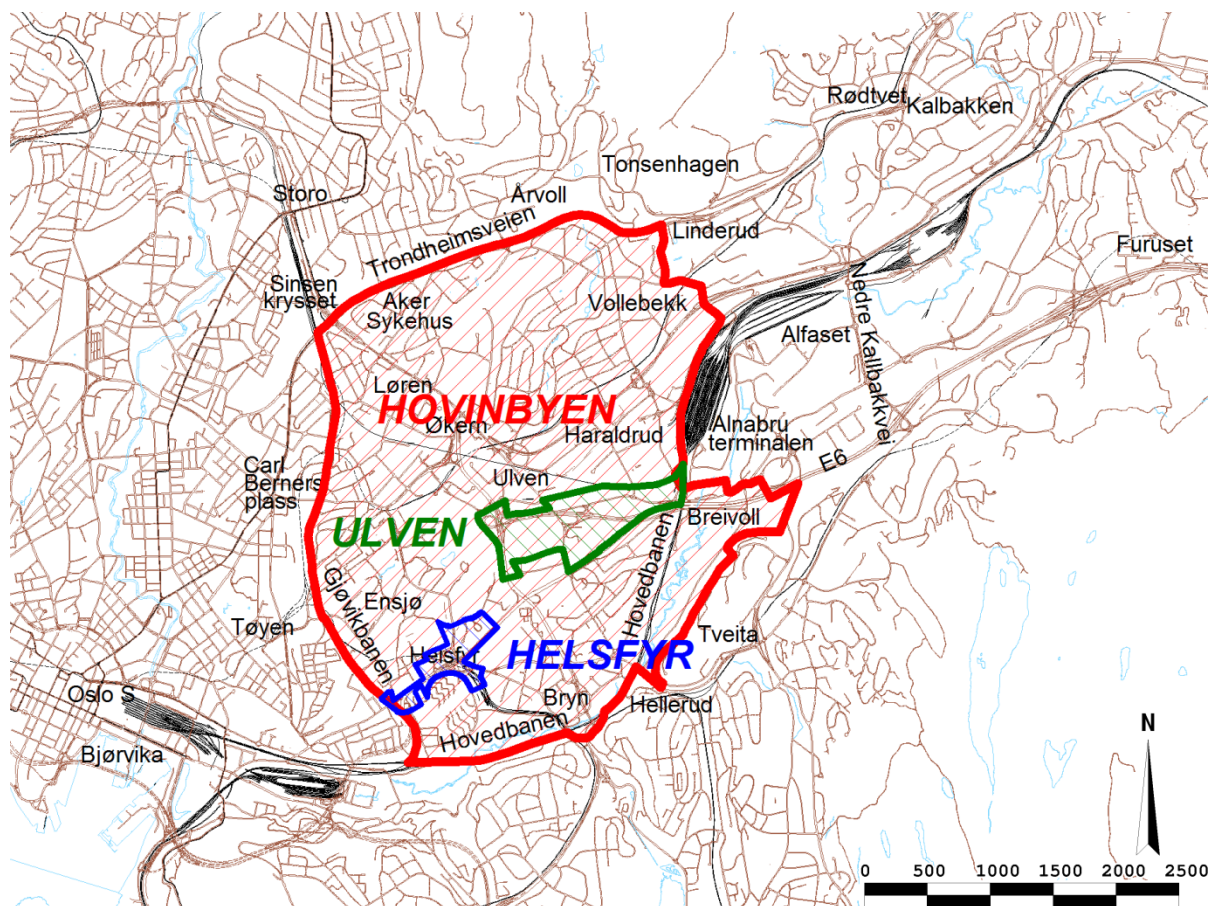 Rødtvet
Kalbakken
Tonsenhagen
Årvoll
Storo
Trondheimsveien
Linderud
Furuset
Sinsen
krysset
Aker
Sykehus
Vollebekk
Nedre Kallbakkvei
Alfaset
Løren
HOVINBYEN
Økern
Haraldrud
Alnabru
terminalen
E6
Carl
Berners
plass
Ulven
ULVEN
Breivoll
Hovedbanen
Gjøvikbanen
Ensjø
Tøyen
Tveita
Helsfy
HELSFYR
Oslo S
Bryn
Hellerud
Hovedbanen
Bjørvika
N
0 500 1000 1500 2000 2500